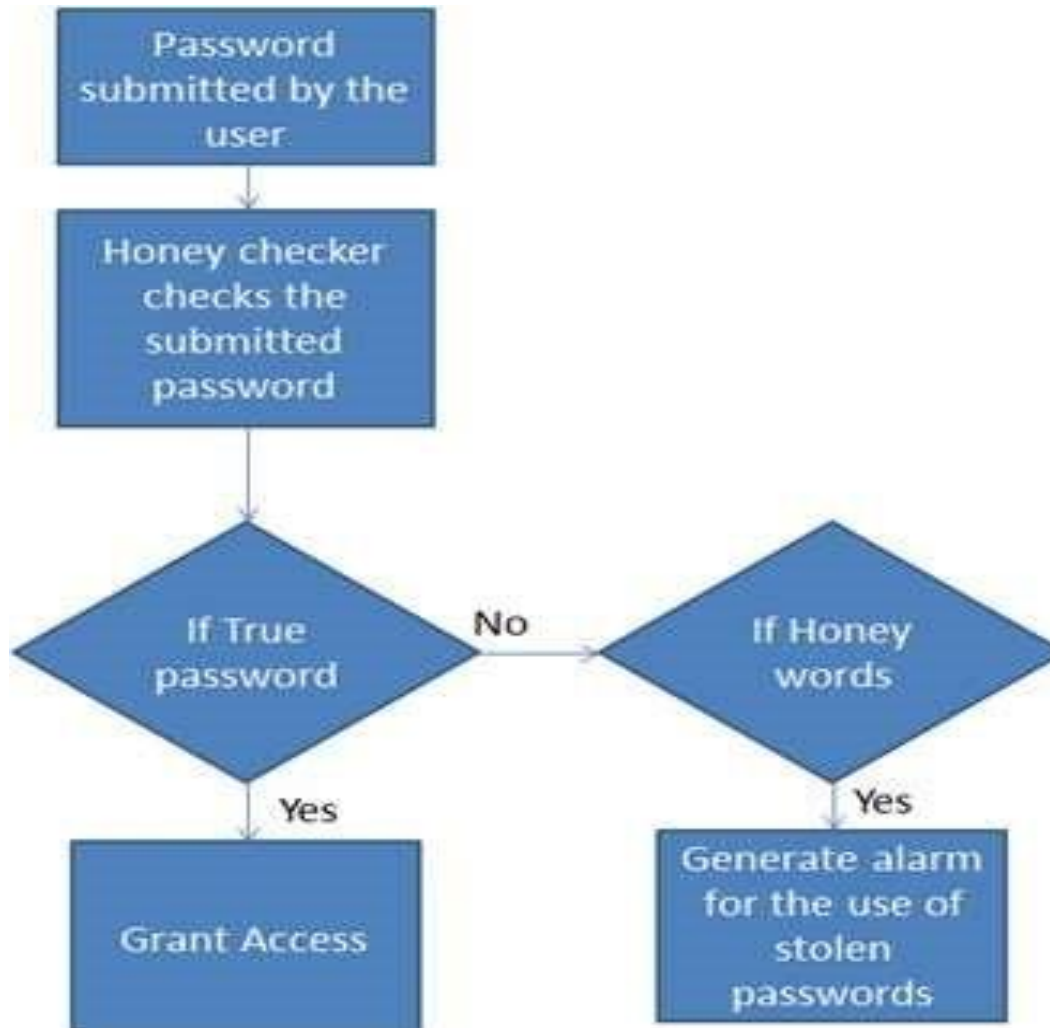 Password
submitted by the
user
Honey checker
checks the
submitted
password
If True
password
No
If Honey
words
Yes
Yes
Grant Access
Generate alarm
for the use of
stolen
passwords